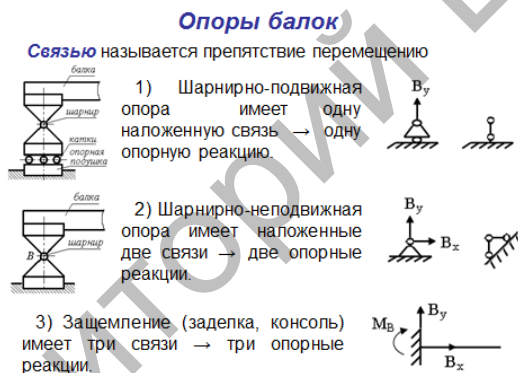 Опоры балок
Связью называется препятствие перемещению
балка
шарнир
катки
опорная
подушка
1) Шарнирно-подвижная
опора имеет одну
наложенную связь → одну
опорную реакцию.
By
балка
шарнир
B
2) Шарнирно-неподвижная
опора имеет наложенные
две связи → две опорные
реакции.
By
Bx
3) Защемление (заделка, консоль)
имеет три связи → три опорные
реакции.
MB
By
Bx